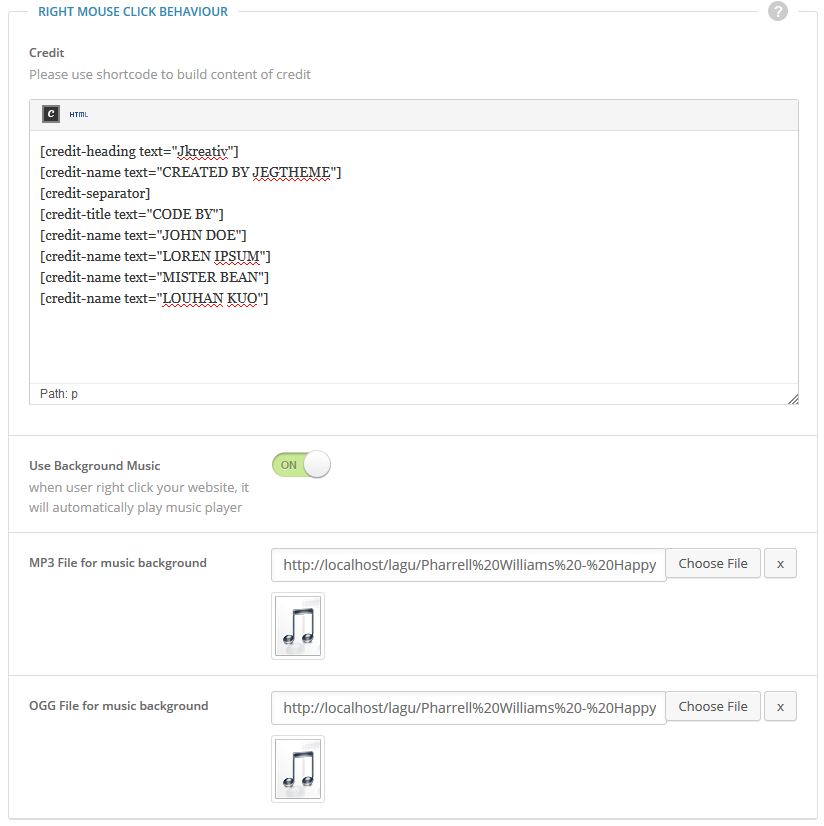 RIGHT MOUSE CLICK BEHAVIOUR
?
Credit
Please use shortcode to build content of credit
C HTML
[credit-heading text="Jkreativ"]
[credit-name text="CREATED BY JEGTHEME"]
[credit-separator]
[credit-title text="CODE BY"]
[credit-name text="JOHN DOE"]
[credit-name text="LOREN IPSUM"]
[credit-name text="MISTER BEAN"]
[credit-name text="LOUHAN KUO"]
Path: p
Use Background Music
ON
when user right click your website, it
will automatically play music player
MP3 File for music background
http://localhost/lagu/Pharrell%20Williams%20-%20Happy
Choose File
x
OGG File for music background
http://localhost/lagu/Pharrell%20Williams%20-%20Happy
Choose File
x